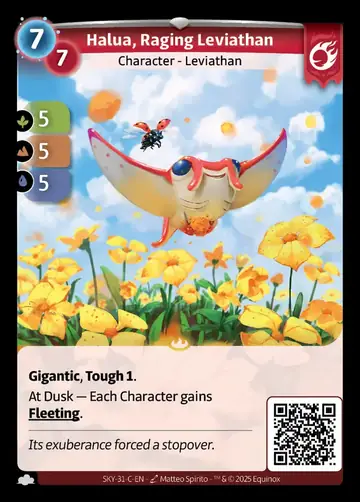 7
7
Halua, Raging Leviathan
Character - Leviathan
5
5
5
Gigantic, Tough 1.
At Dusk — Each Character gains
Fleeting.
Its exuberance forced a stopover.
SKY-31-C-EN - Matteo Spirito - ™ & © 2025 Equinox